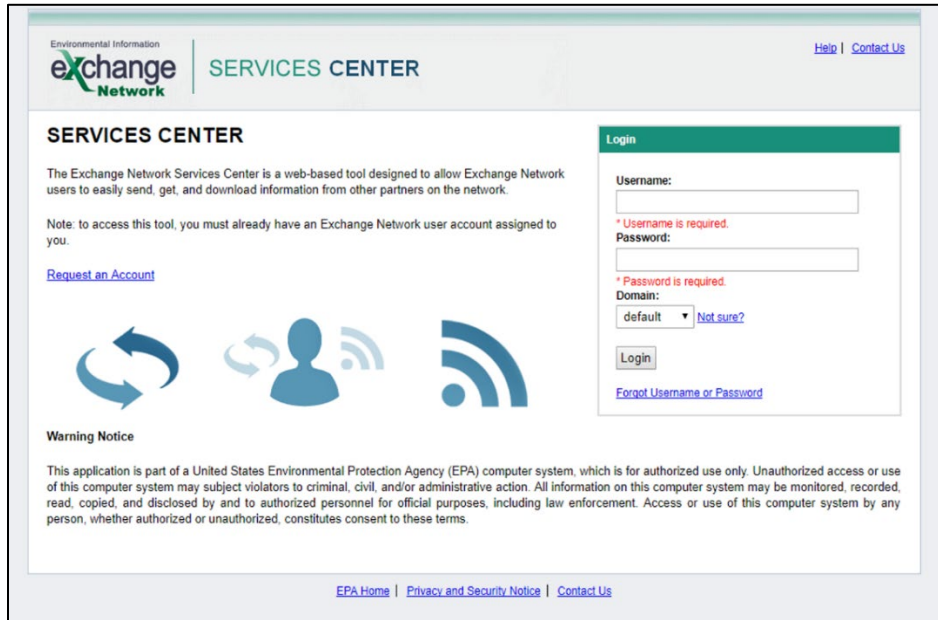 Environmental Information
exchange
Network
SERVICES CENTER
Help | Contact Us
SERVICES CENTER
The Exchange Network Services Center is a web-based tool designed to allow Exchange Network
users to easily send, get, and download information from other partners on the network.
Note: to access this tool, you must already have an Exchange Network user account assigned to
you.
Request an Account
Login
Username:
* Username is required.
Password:
* Password is required.
Domain:
default ▼ Not sure?
Login
Forgot Username or Password
Warning Notice
This application is part of a United States Environmental Protection Agency (EPA) computer system, which is for authorized use only. Unauthorized access or use
of this computer system may subject violators to criminal, civil, and/or administrative action. All information on this computer system may be monitored, recorded,
read, copied, and disclosed by and to authorized personnel for official purposes, including law enforcement. Access or use of this computer system by any
person, whether authorized or unauthorized, constitutes consent to these terms.
EPA Home | Privacy and Security Notice | Contact Us